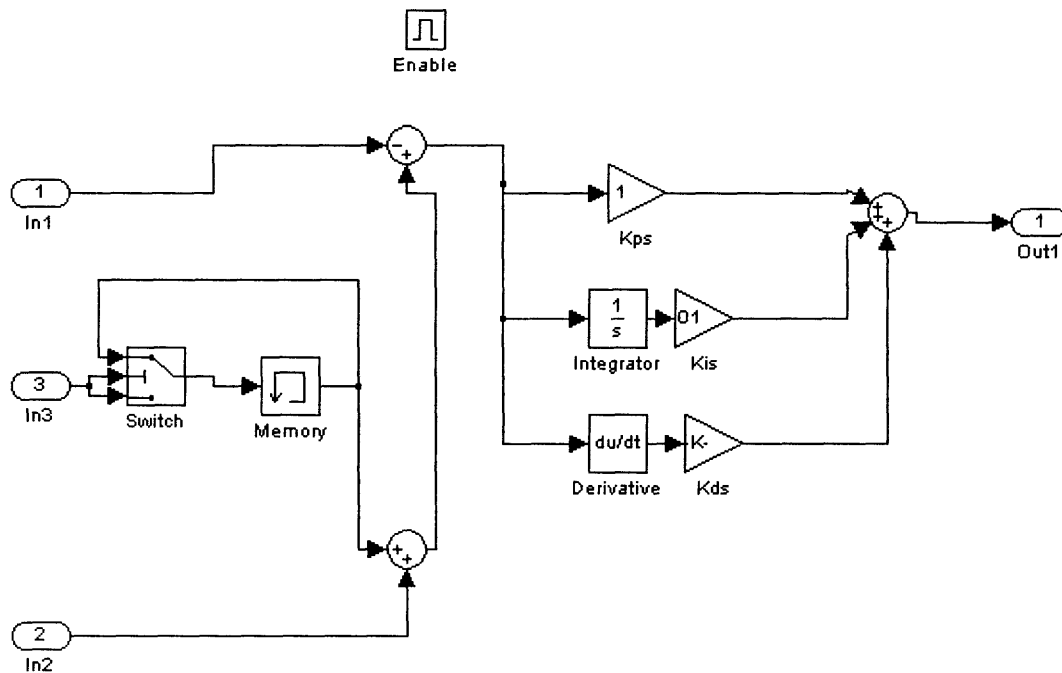 Enable
-
+
1
In1
1
Kps
+
+
+
1
Out1
1
s
Integrator
01
Kis
3
In3
Switch
Memory
du/dt
Derivative
K-
Kds
+
+
2
In2